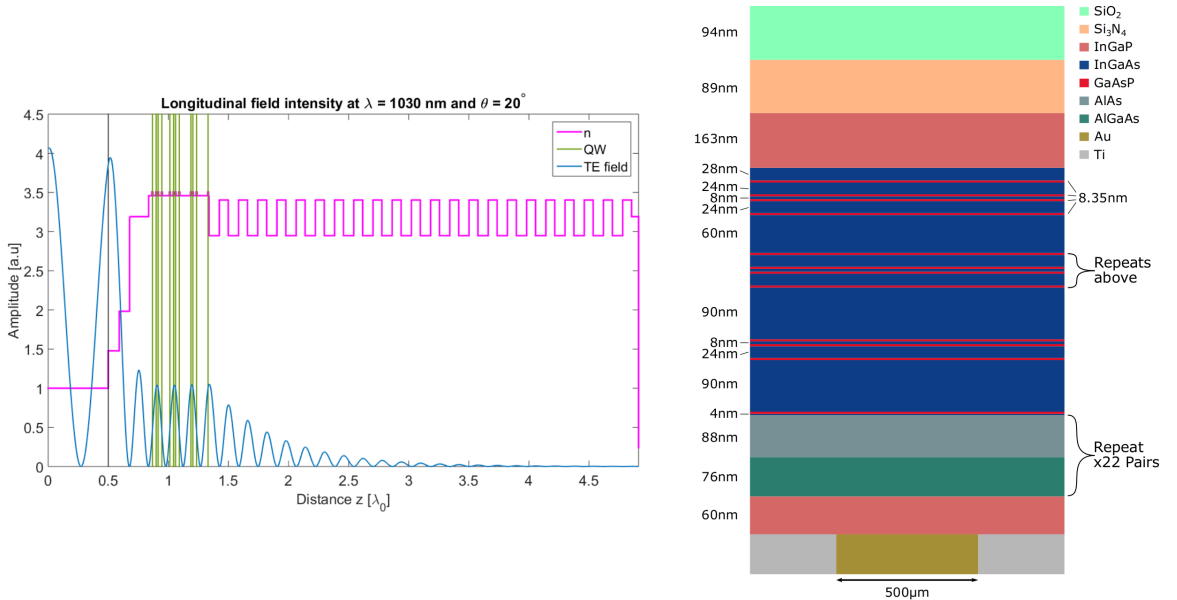 Longitudinal field intensity at λ = 1030 nm and θ = 20°
4.5
4
3.5
3
2.5
2
1.5
1
0.5
0
Amplitude [a.u]
n
QW
TE field
0 0.5 1 1.5 2 2.5 3 3.5 4 4.5
Distance z [λ₀]
94nm
89nm
163nm
28nm
24nm
8nm
24nm
60nm
90nm
8nm
24nm
90nm
4nm
88nm
76nm
60nm
8.35nm
Repeats
above
Repeat
x22 Pairs
500μm
SiO₂
Si₃N₄
InGaP
InGaAs
GaAsP
AlAs
AlGaAs
Au
Ti